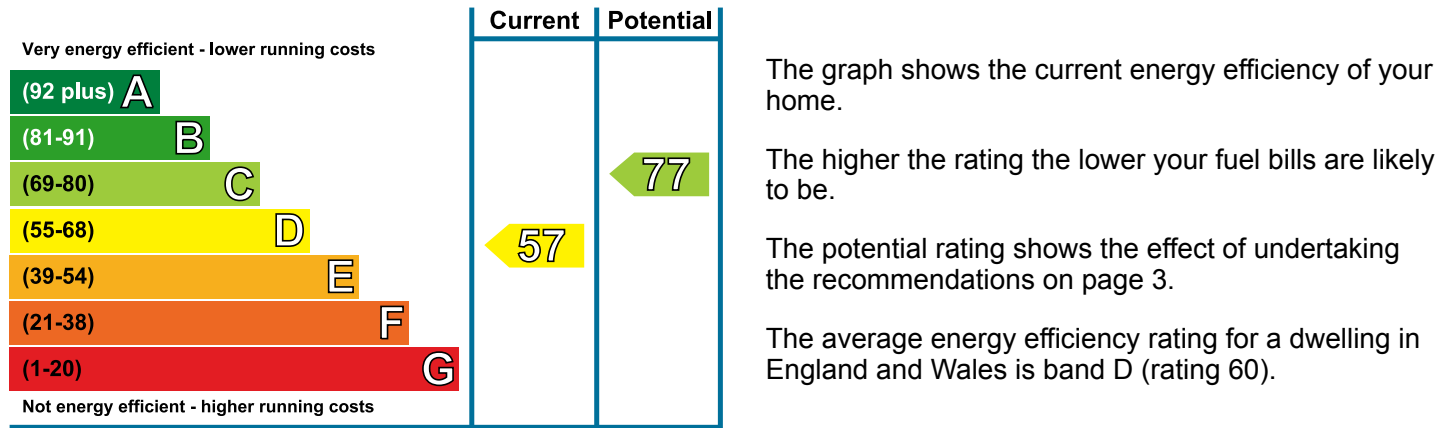 Current Potential
Very energy efficient - lower running costs
(92 plus) A
(81-91) B
(69-80) C
77
(55-68) D
57
(39-54) E
(21-38) F
(1-20) G
Not energy efficient - higher running costs
The graph shows the current energy efficiency of your
home.
The higher the rating the lower your fuel bills are likely
to be.
The potential rating shows the effect of undertaking
the recommendations on page 3.
The average energy efficiency rating for a dwelling in
England and Wales is band D (rating 60).